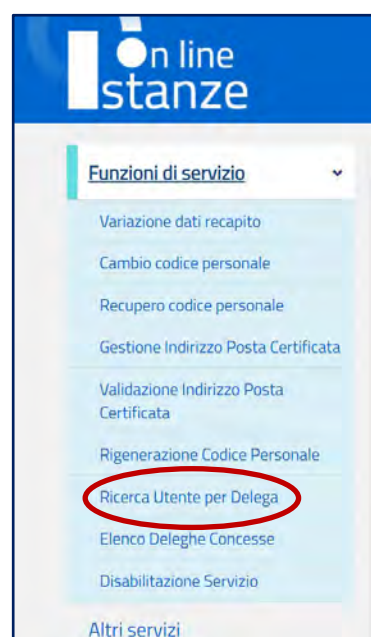 On line
Istanze
Funzioni di servizio
Variazione dati recapito
Cambio codice personale
Recupero codice personale
Gestione Indirizzo Posta Certificata
Validazione Indirizzo Posta
Certificata
Rigenerazione Codice Personale
Ricerca Utente per Delega
Elenco Deleghe Concesse
Disabilitazione Servizio
Altri servizi